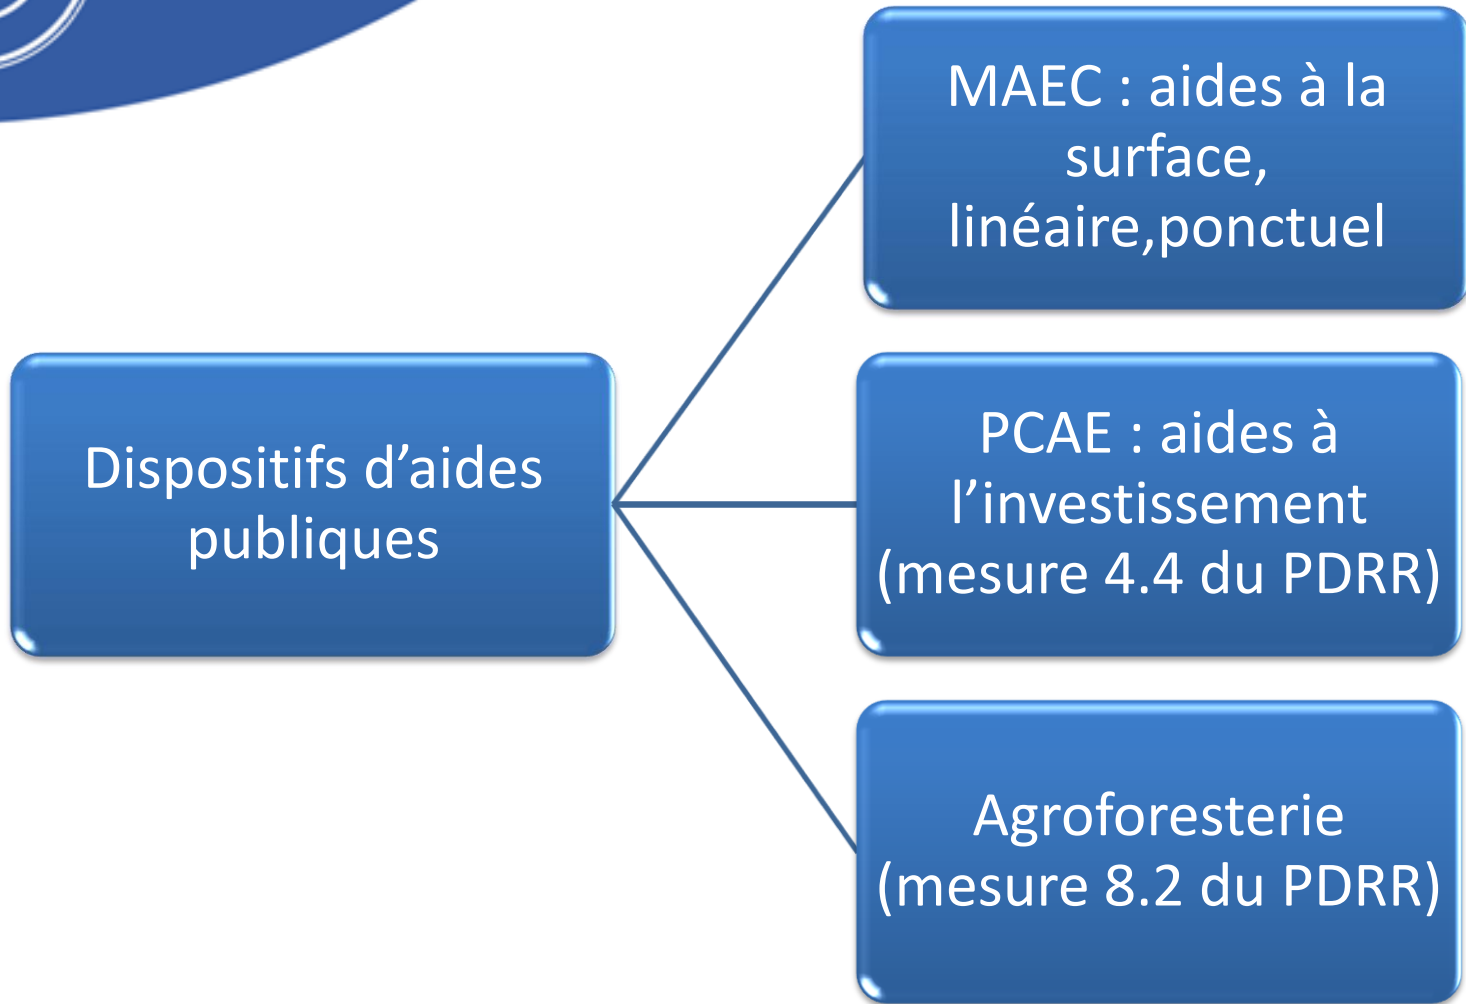 MAEC : aides à la
surface,
linéaire,ponctuel
Dispositifs d’aides
publiques
PCAE : aides à
l’investissement
(mesure 4.4 du PDRR)
Agroforesterie
(mesure 8.2 du PDRR)